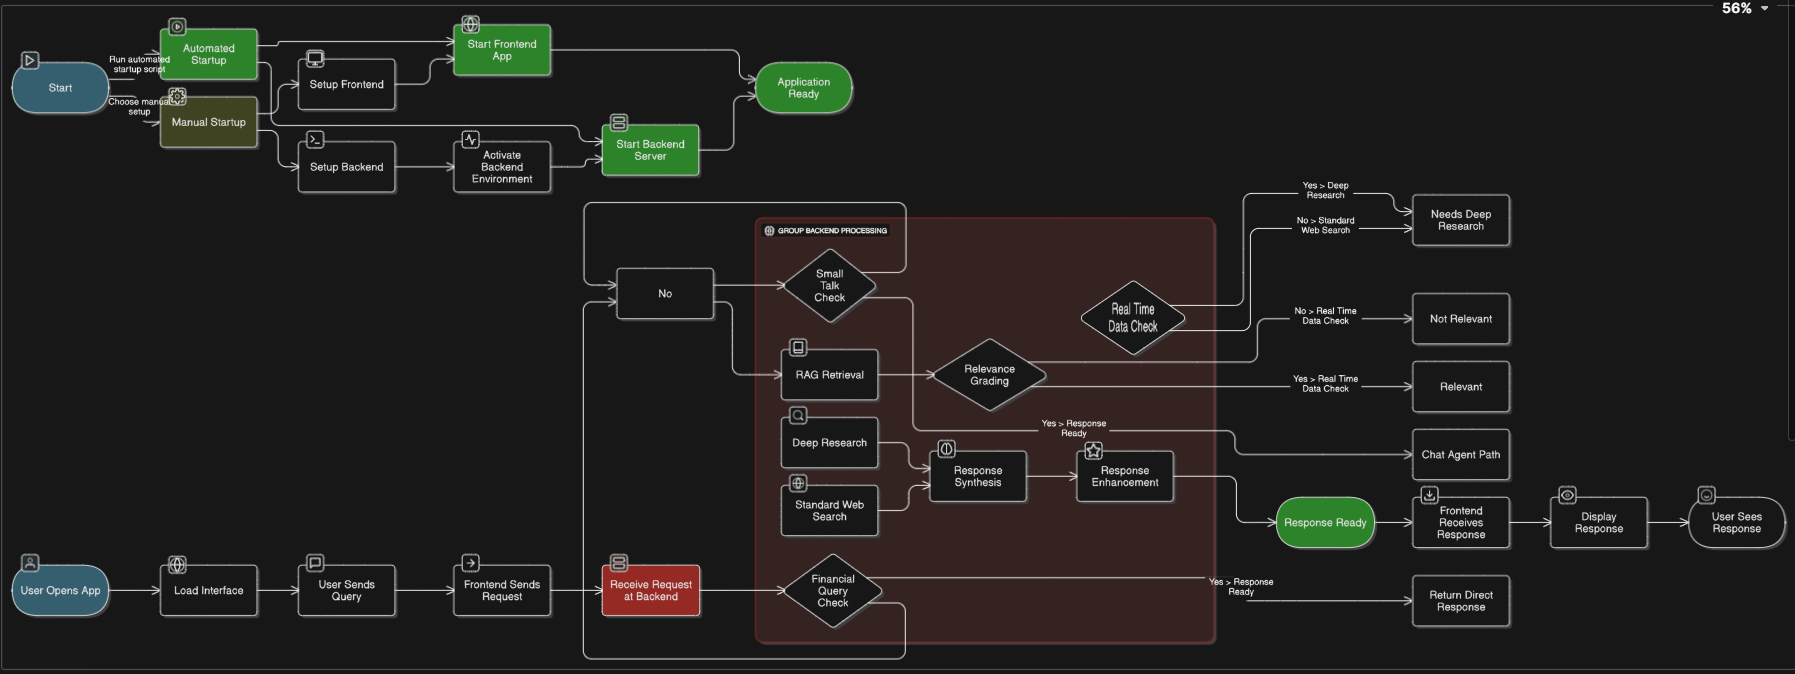 56%
Start
Run automated
startup script
Choose manual
setup
Automated
Startup
Manual Startup
Setup Frontend
Setup Backend
Start Frontend
App
Activate
Backend
Environment
Start Backend
Server
Application
Ready
GROUP BACKEND PROCESSING
No
Small
Talk
Check
RAG Retrieval
Deep Research
Standard Web
Search
Relevance
Grading
Real Time
Data Check
Response
Synthesis
Response
Enhancement
Yes > Deep
Research
No > Standard
Web Search
No > Real Time
Data Check
Yes > Real Time
Data Check
Yes > Response
Ready
Needs Deep
Research
Not Relevant
Relevant
Chat Agent Path
Response Ready
Frontend
Receives
Response
Display
Response
User Sees
Response
User Opens App
Load Interface
User Sends
Query
Frontend Sends
Request
Receive Request
at Backend
Financial
Query
Check
Yes > Response
Ready
Return Direct
Response